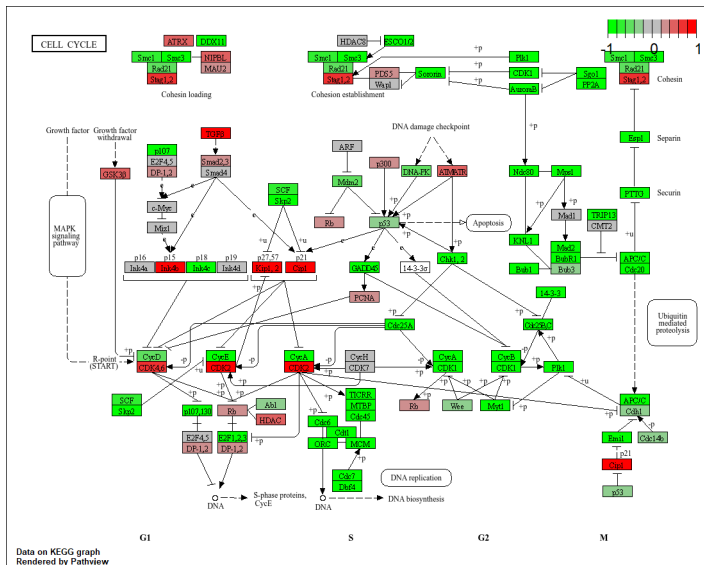 CELL CYCLE
ATRX
DDX11
HDAC8
ESCO1/2
-1 0 1
Smc1 Smc3
NIPBL
Rad21
MAU2
Stag1,2
Cohesin loading
Smc1 Smc3
Rad21
Stag1,2
PDS5
Wapl
Sororin
Cohesion establishment
+p
Plk1
CDK1
AuroraB
Sgo1
PP2A
Smc1 Smc3
Rad21
Stag1,2
Cohesin
Growth factor
Growth factor
withdrawal
TGFβ
DNA damage checkpoint
GSK3β
p107
E2F4,5
DP-1,2
Smad2,3
Smad4
ARF
p300
DNA-PK
ATM/ATR
Mdm2
Ndc80
Mps1
Esp1
Separin
PTTG
Securin
c-Myc
Miz1
SCF
Skp2
Rb
p53
Apoptosis
Mad1
TRIP13
CMT2
KNL1
Mad2
BubR1
Bub3
Bub1
APC/C
Cdc20
MAPK
signaling
pathway
p16
Ink4a
p15
Ink4b
p18
Ink4c
p19
Ink4d
p27,57
Kip1, 2
p21
Cip1
GADD45
14-3-3σ
Chk1, 2
PCNA
14-3-3
Cdc25A
Cdc25B,C
Ubiquitin
mediated
proteolysis
R-point
(START)
CycD
CDK4,6
CycE
CDK2
CycA
CDK2
CycH
CDK7
CycA
CDK1
CycB
CDK1
Plk1
SCF
Skp2
p107,130
Rb
Abl
HDAC
TICRR
MTBP
Cdc45
Cdc6
Cdt1
ORC
MCM
Rb
Wee
Myt1
APC/C
Cdh1
E2F4,5
DP-1,2
E2F1,2,3
DP-1,2
Emi1
Cdc14b
p21
Cip1
p53
Cdc7
Dbf4
DNA replication
DNA
S-phase proteins,
CycE
DNA
DNA biosynthesis
G1 S G2 M
Data on KEGG graph
Rendered by Pathview